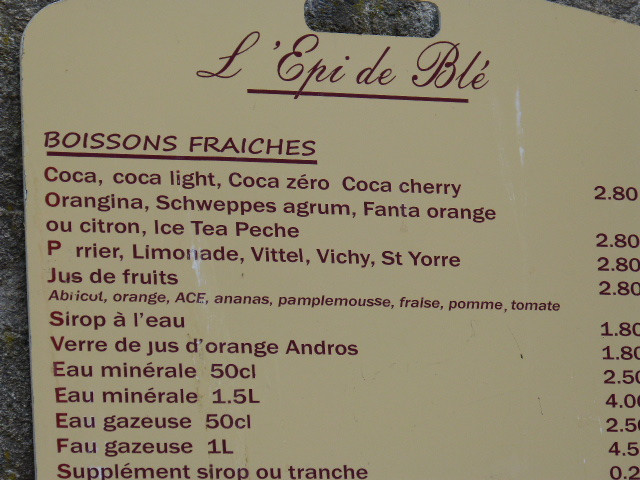 L'Epi de Blé
BOISSONS FRAICHES
Coca, coca light, Coca zéro Coca cherry 2.80
Orangina, Schweppes agrum, Fanta orange
ou citron, Ice Tea Peche 2.80
P rrier, Limonade, Vittel, Vichy, St Yorre 2.80
Jus de fruits 2.80
Abricot, orange, ACE, ananas, pamplemousse, fraise, pomme, tomate
Sirop à l'eau 1.80
Verre de jus d'orange Andros 1.80
Eau minérale 50cl 2.50
Eau minérale 1.5L 4.00
Eau gazeuse 50cl 2.50
Fau gazeuse 1L 4.5
Supplément sirop ou tranche 0.2